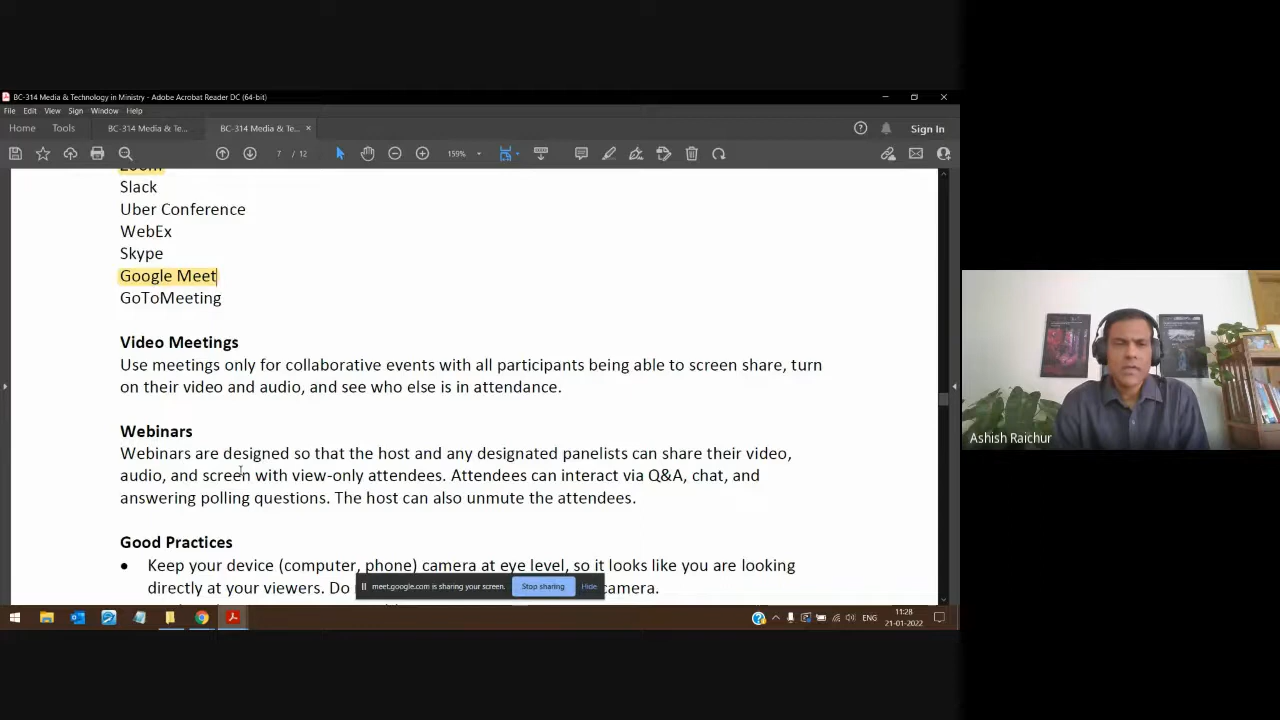 BC-314 Media & Technology in Ministry - Adobe Acrobat Reader DC (64-bit)
File Edit View Sign Window Help
Home Tools BC-314 Media & Te... BC-314 Media & Te... × Sign In
7 / 12 159%
Zoom
Slack
Uber Conference
WebEx
Skype
Google Meet
GoToMeeting
Video Meetings
Use meetings only for collaborative events with all participants being able to screen share, turn
on their video and audio, and see who else is in attendance.
Webinars
Webinars are designed so that the host and any designated panelists can share their video,
audio, and screen with view-only attendees. Attendees can interact via Q&A, chat, and
answering polling questions. The host can also unmute the attendees.
Good Practices
● Keep your device (computer, phone) camera at eye level, so it looks like you are looking
directly at your viewers. Do camera.
meet.google.com is sharing your screen. Stop sharing Hide
ENG 11:28
21-01-2022
Ashish Raichur